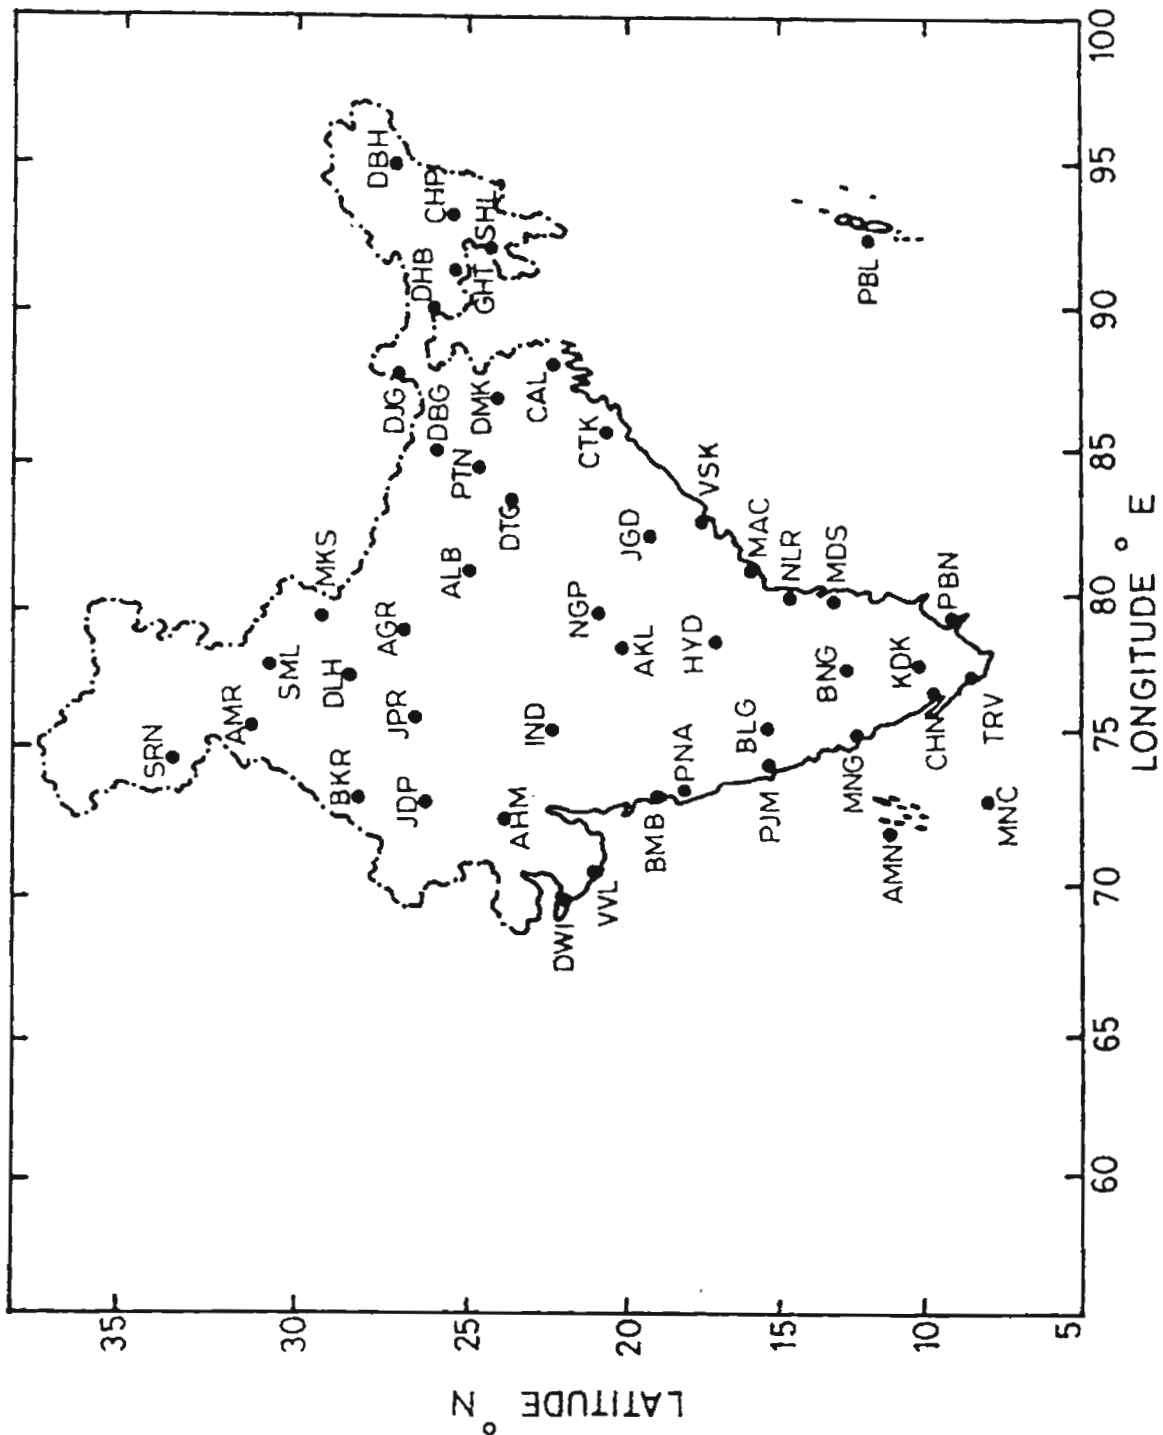 SRN
AMR
SML
MKS
BKR
DLH
JDP
JPR
AGR
ALB
DJG
DBG
PTN
DTG
DMK
DHB
GHT
CHP
SHL
DBH
AHM
IND
NGP
AKL
JGD
CAL
CTK
DWI
VVL
BMB
PNA
HYD
VSK
MAC
PJM
BLG
NLR
MDS
MNG
BNG
KDK
PBN
CHN
TRV
AMN
MNC
PBL
LATITUDE °N
35
30
25
20
15
10
5
60
65
70
75
80
85
90
95
100
LONGITUDE ° E